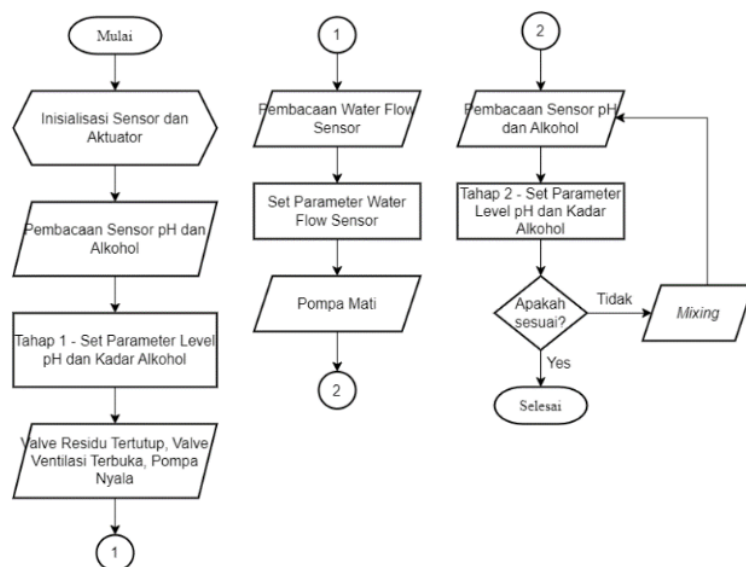 Mulai
Inisialisasi Sensor dan
Aktuator
Pembacaan Sensor pH dan
Alkohol
Tahap 1 - Set Parameter Level
pH dan Kadar Alkohol
Valve Residu Tertutup, Valve
Ventilasi Terbuka, Pompa
Nyala
1
1
Pembacaan Water Flow
Sensor
Set Parameter Water
Flow Sensor
Pompa Mati
2
2
Pembacaan Sensor pH
dan Alkohol
Tahap 2 - Set Parameter
Level pH dan Kadar
Alkohol
Apakah
sesuai?
Tidak
Mixing
Yes
Selesai